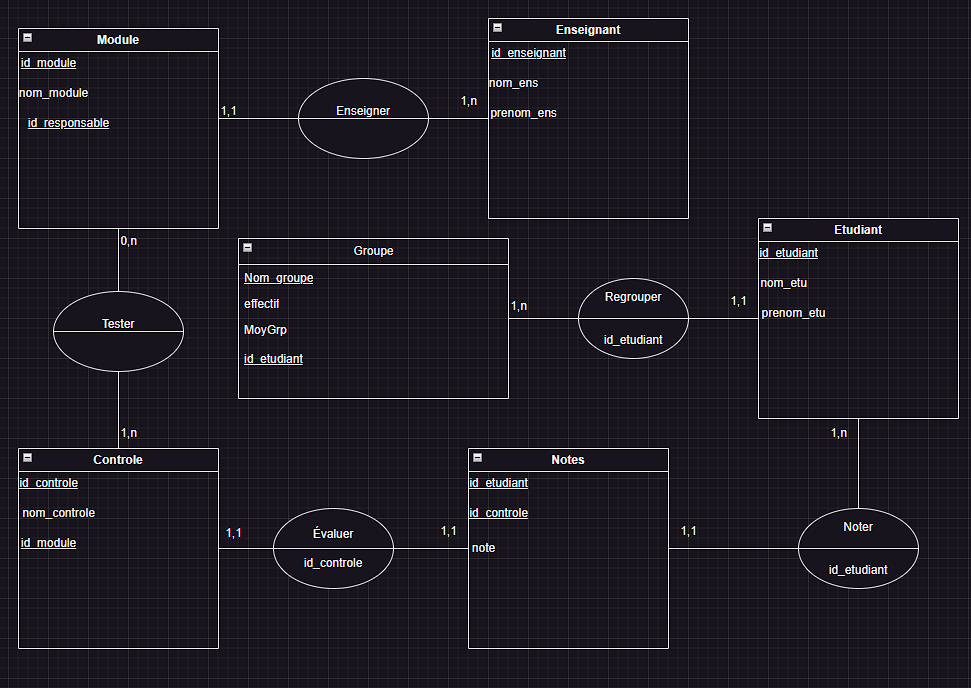 Module
id_module
nom_module
id_responsable
1,1
Enseigner
1,n
Enseignant
id_enseignant
nom_ens
prenom_ens
0,n
Tester
1,n
Groupe
Nom_groupe
effectif
MoyGrp
id_etudiant
1,n
Regrouper
id_etudiant
1,1
Etudiant
id_etudiant
nom_etu
prenom_etu
1,n
Controle
id_controle
nom_controle
id_module
1,1
Évaluer
id_controle
1,1
Notes
id_etudiant
id_controle
note
1,1
Noter
id_etudiant